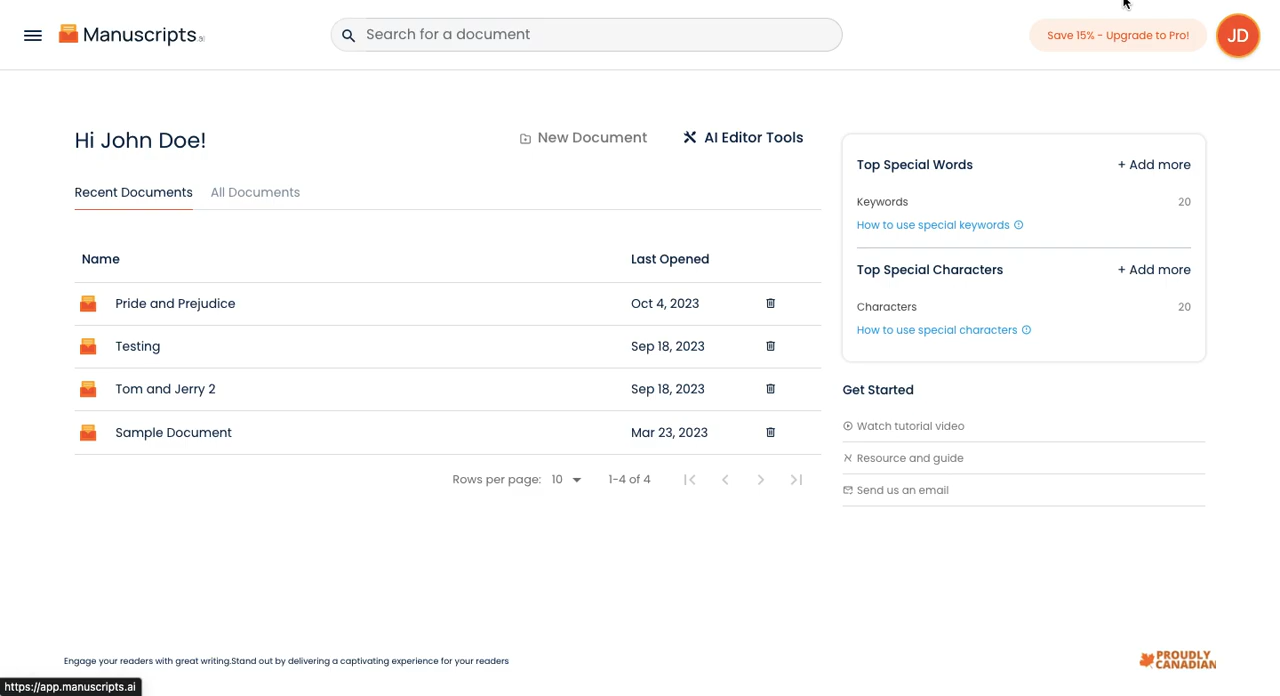 Manuscripts
Search for a document
Save 15% - Upgrade to Pro!
JD
Hi John Doe!
New Document
AI Editor Tools
Recent Documents
All Documents
Name
Last Opened
Pride and Prejudice
Oct 4, 2023
Testing
Sep 18, 2023
Tom and Jerry 2
Sep 18, 2023
Sample Document
Mar 23, 2023
Rows per page: 10
1-4 of 4
Top Special Words
+ Add more
Keywords
20
How to use special keywords
Top Special Characters
+ Add more
Characters
20
How to use special characters
Get Started
Watch tutorial video
Resource and guide
Send us an email
Engage your readers with great writing.Stand out by delivering a captivating experience for your readers
PROUDLY
CANADIAN
https://app.manuscripts.ai